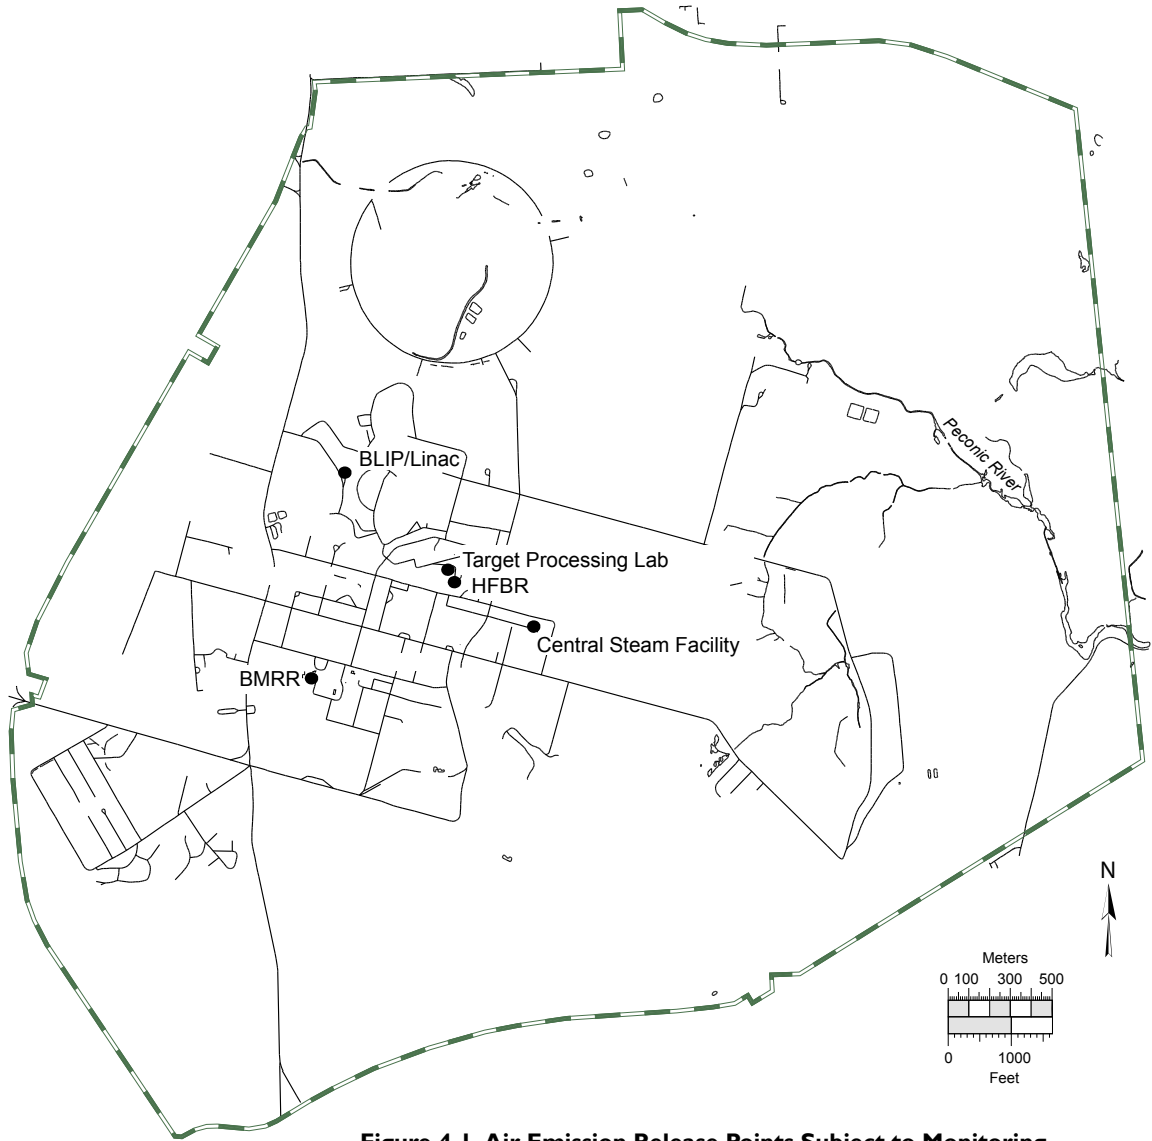 Peconic River
BLIP/Linac
Target Processing Lab
HFBR
Central Steam Facility
BMRR
N
Meters
0 100 300 500
0 1000
Feet
Figure 4-1. Air Emission Release Points Subject to Monitoring